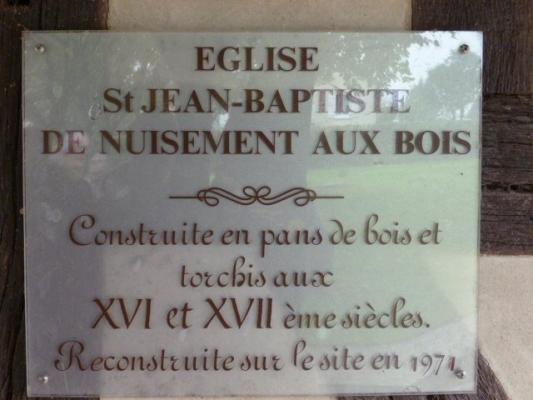 EGLISE
St JEAN-BAPTISTE
DE NUISEMENT AUX BOIS
Construite en pans de bois et
torchis aux
XVI et XVII ème siècles.
Reconstruite sur le site en 1971.